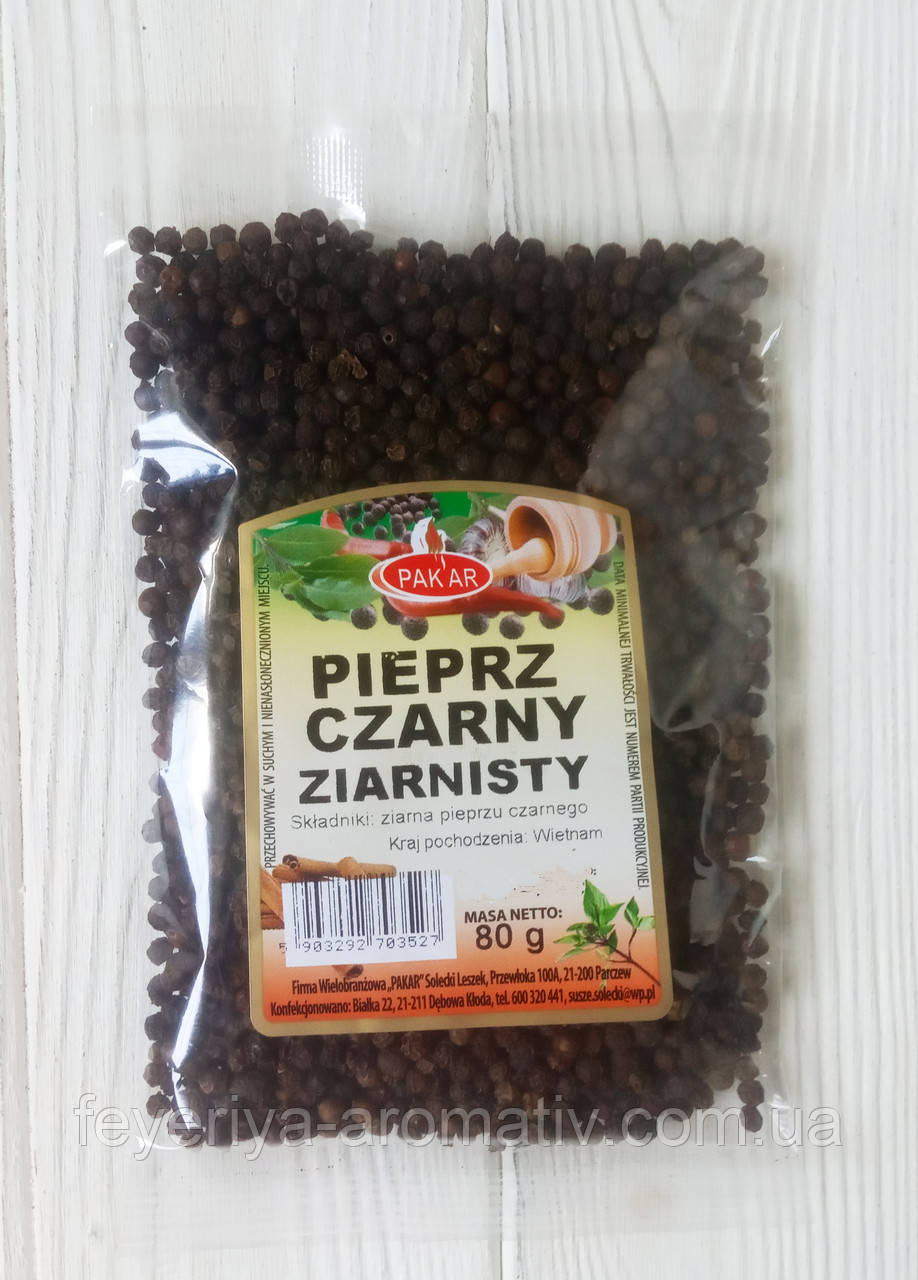 PAKAR
PIEPRZ
CZARNY
ZIARNISTY
Składniki: ziarna pieprzu czarnego
Kraj pochodzenia: Wietnam
PRZECHOWYWAĆ W SUCHYM I NIENASŁONECZNIONYM MIEJSCU.
DATA MINIMALNEJ TRWAŁOŚCI JEST NUMEREM PARTII PRODUKCYJNEJ.
MASA NETTO:
80 g
5 903292 703527
Firma Wielobranżowa „PAKAR” Solecki Leszek, Przewłoka 100A, 21-200 Parczew
Konfekcjonowano: Białka 22, 21-211 Dębowa Kłoda, tel. 600 320 441, susze.solecki@wp.pl
feyeriya-aromativ.com.ua